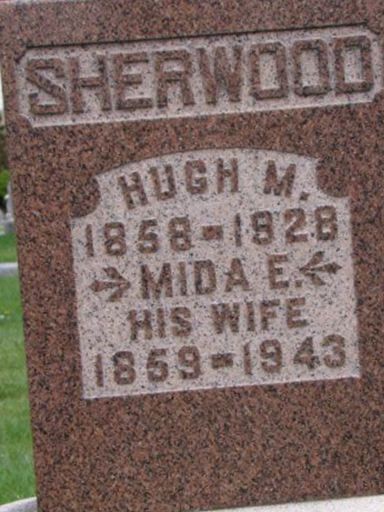 SHERWOOD
HUGH M.
1858-1928
MIDA E.
HIS WIFE
1859-1943